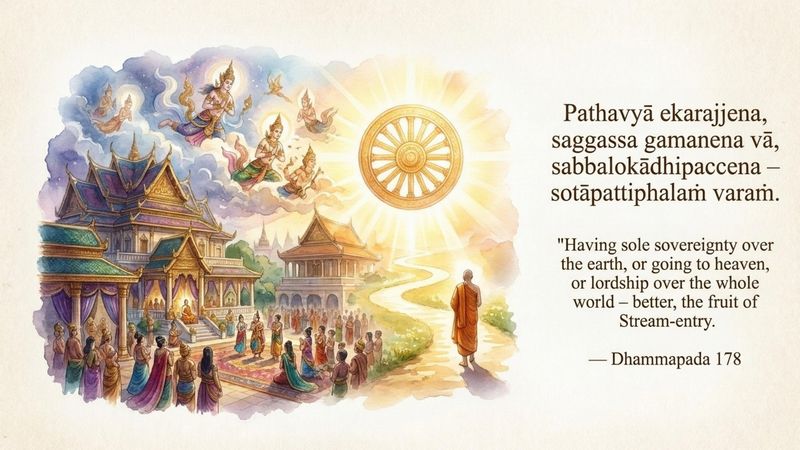 Pathavyā ekarajjena,
saggassa gamanena vā,
sabbalokādhipaccena –
sotāpattiphalaṁ varaṁ.
"Having sole sovereignty over
the earth, or going to heaven,
or lordship over the whole
world – better, the fruit of
Stream-entry.
— Dhammapada 178